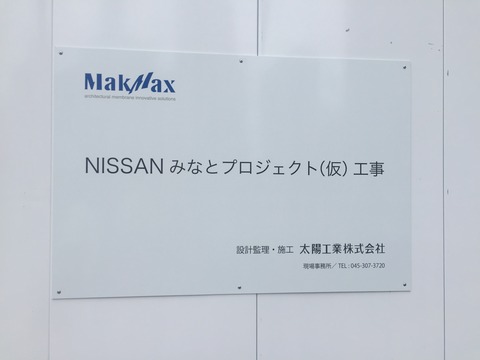 MakMax
architectural membrane innovative solutions
NISSAN みなとプロジェクト(仮)工事
設計監理・施工 太陽工業株式会社
現場事務所／TEL：045-307-3720